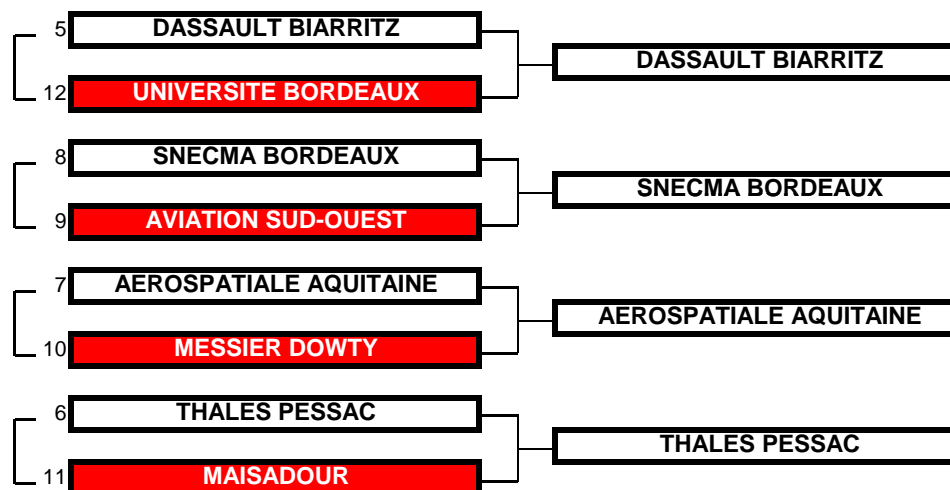 5 DASSAULT BIARRITZ
DASSAULT BIARRITZ
12 UNIVERSITE BORDEAUX
8 SNECMA BORDEAUX
SNECMA BORDEAUX
9 AVIATION SUD-OUEST
7 AEROSPATIALE AQUITAINE
AEROSPATIALE AQUITAINE
10 MESSIER DOWTY
6 THALES PESSAC
THALES PESSAC
11 MAISADOUR